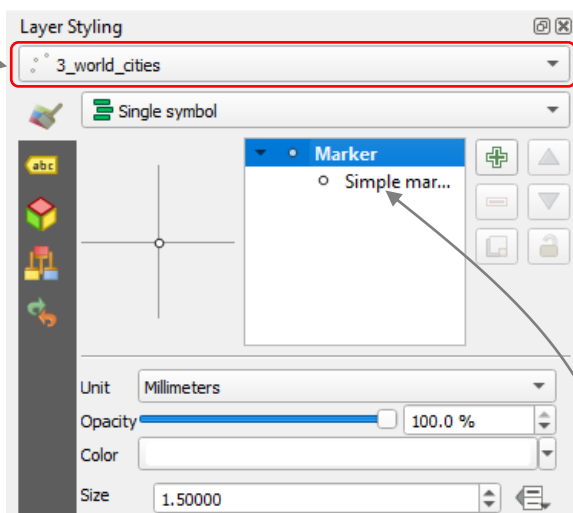 Layer Styling
3_world_cities
Single symbol
abc
Marker
Simple mar...
Unit Millimeters
Opacity 100.0 %
Color
Size 1.50000